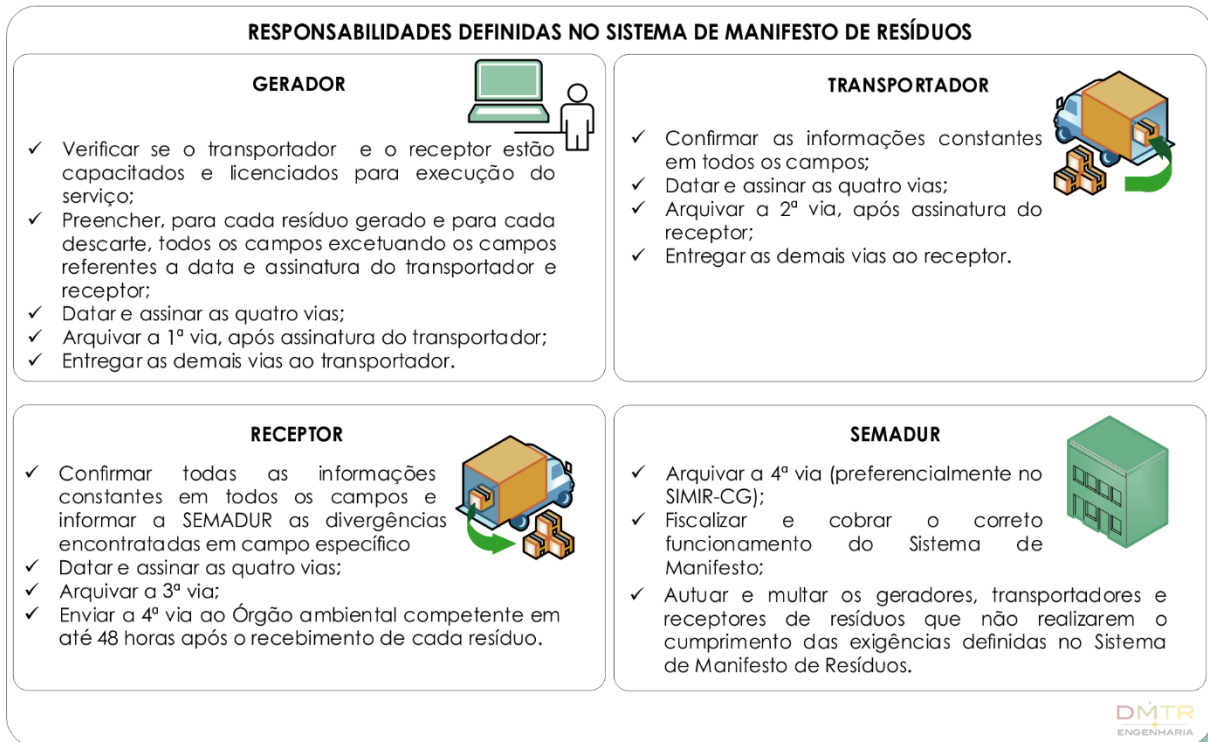 RESPONSABILIDADES DEFINIDAS NO SISTEMA DE MANIFESTO DE RESÍDUOS
GERADOR
✓ Verificar se o transportador e o receptor estão
capacitados e licenciados para execução do
serviço;
✓ Preencher, para cada resíduo gerado e para cada
descarte, todos os campos excetuando os campos
referentes a data e assinatura do transportador e
receptor;
✓ Datar e assinar as quatro vias;
✓ Arquivar a 1ª via, após assinatura do transportador;
✓ Entregar as demais vias ao transportador.
TRANSPORTADOR
✓ Confirmar as informações constantes
em todos os campos;
✓ Datar e assinar as quatro vias;
✓ Arquivar a 2ª via, após assinatura do
receptor;
✓ Entregar as demais vias ao receptor.
RECEPTOR
✓ Confirmar todas as informações
constantes em todos os campos e
informar a SEMADUR as divergências
encontratadas em campo específico
✓ Datar e assinar as quatro vias;
✓ Arquivar a 3ª via;
✓ Enviar a 4ª via ao Órgão ambiental competente em
até 48 horas após o recebimento de cada resíduo.
SEMADUR
✓ Arquivar a 4ª via (preferencialmente no
SIMIR-CG);
✓ Fiscalizar e cobrar o correto
funcionamento do Sistema de
Manifesto;
✓ Autuar e multar os geradores, transportadores e
receptores de resíduos que não realizarem o
cumprimento das exigências definidas no Sistema
de Manifesto de Resíduos.
DMTR
ENGENHARIA